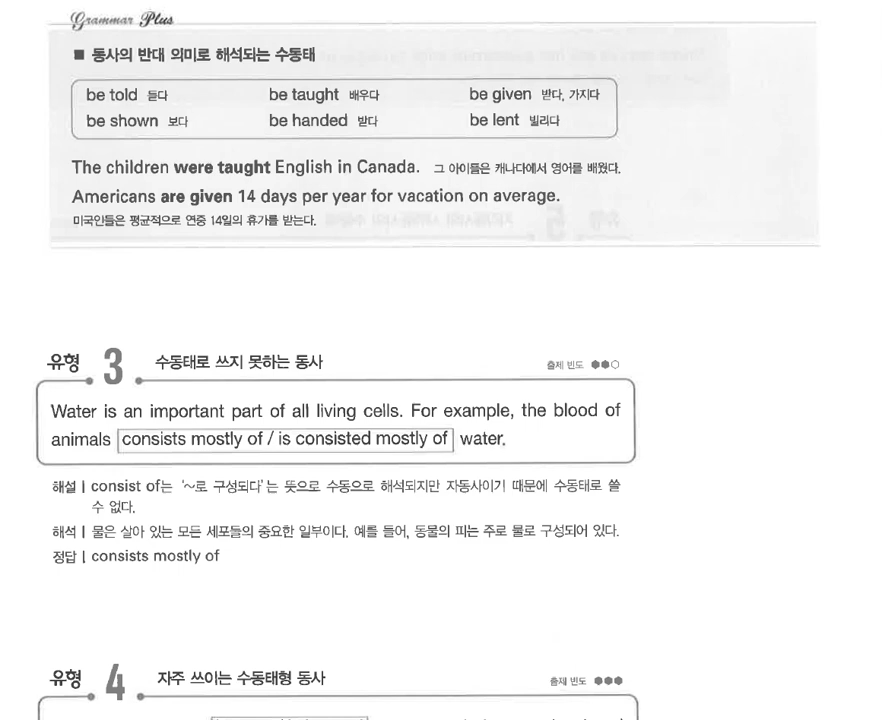 Grammar Plus
■ 동사의 반대 의미로 해석되는 수동태
be told 듣다 be taught 배우다 be given 받다, 가지다
be shown 보다 be handed 받다 be lent 빌리다
The children were taught English in Canada. 그 아이들은 캐나다에서 영어를 배웠다.
Americans are given 14 days per year for vacation on average.
미국인들은 평균적으로 연중 14일의 휴가를 받는다.
유형 3 수동태로 쓰지 못하는 동사 출제 빈도 ●●○
Water is an important part of all living cells. For example, the blood of
animals consists mostly of / is consisted mostly of water.
해설 | consist of는 '~로 구성되다'는 뜻으로 수동으로 해석되지만 자동사이기 때문에 수동태로 쓸
수 없다.
해석 | 물은 살아 있는 모든 세포들의 중요한 일부이다. 예를 들어, 동물의 피는 주로 물로 구성되어 있다.
정답 | consists mostly of
유형 4 자주 쓰이는 수동태형 동사 출제 빈도 ●●●